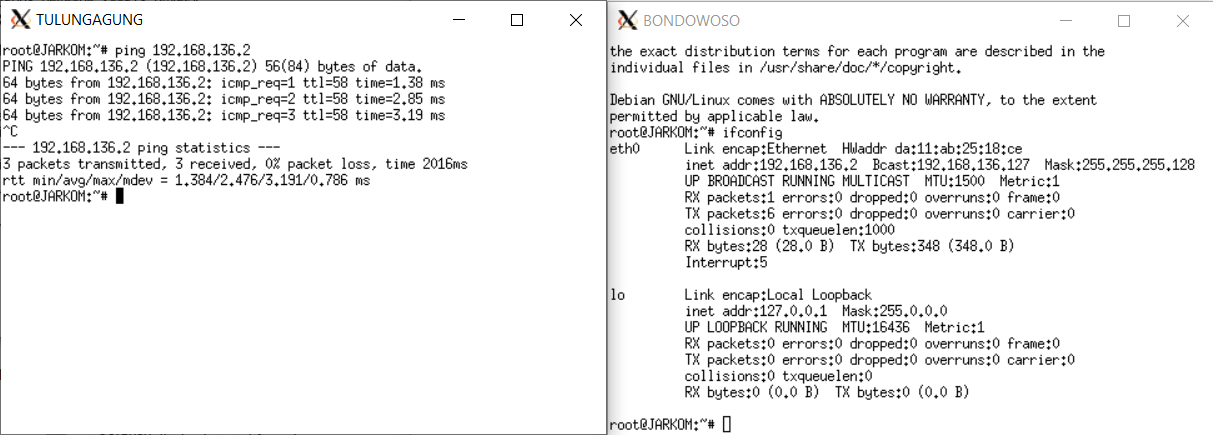 TULUNGAGUNG
root@JARKOM:~# ping 192.168.136.2
PING 192.168.136.2 (192.168.136.2) 56(84) bytes of data.
64 bytes from 192.168.136.2: icmp_req=1 ttl=58 time=1.38 ms
64 bytes from 192.168.136.2: icmp_req=2 ttl=58 time=2.85 ms
64 bytes from 192.168.136.2: icmp_req=3 ttl=58 time=3.19 ms
^C
--- 192.168.136.2 ping statistics ---
3 packets transmitted, 3 received, 0% packet loss, time 2016ms
rtt min/avg/max/mdev = 1.384/2.476/3.191/0.786 ms
root@JARKOM:~#
BONDOWOSO
the exact distribution terms for each program are described in the
individual files in /usr/share/doc/*/copyright.
Debian GNU/Linux comes with ABSOLUTELY NO WARRANTY, to the extent
permitted by applicable law.
root@JARKOM:~# ifconfig
eth0 Link encap:Ethernet HWaddr da:11:ab:25:18:ce
inet addr:192.168.136.2 Bcast:192.168.136.127 Mask:255.255.255.128
UP BROADCAST RUNNING MULTICAST MTU:1500 Metric:1
RX packets:1 errors:0 dropped:0 overruns:0 frame:0
TX packets:6 errors:0 dropped:0 overruns:0 carrier:0
collisions:0 txqueuelen:1000
RX bytes:28 (28.0 B) TX bytes:348 (348.0 B)
Interrupt:5
lo Link encap:Local Loopback
inet addr:127.0.0.1 Mask:255.0.0.0
UP LOOPBACK RUNNING MTU:16436 Metric:1
RX packets:0 errors:0 dropped:0 overruns:0 frame:0
TX packets:0 errors:0 dropped:0 overruns:0 carrier:0
collisions:0 txqueuelen:0
RX bytes:0 (0.0 B) TX bytes:0 (0.0 B)
root@JARKOM:~#